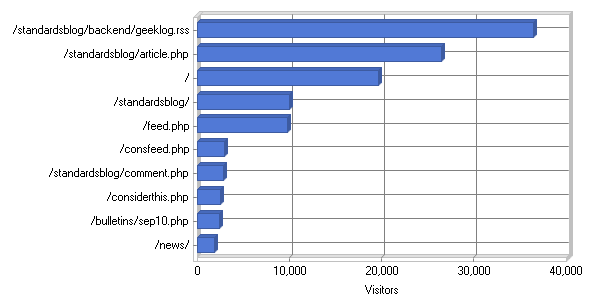 /standardsblog/backend/geeklog.rss
/standardsblog/article.php
/
/standardsblog/
/feed.php
/consfeed.php
/standardsblog/comment.php
/considerthis.php
/bulletins/sep10.php
/news/
0 10,000 20,000 30,000 40,000
Visitors